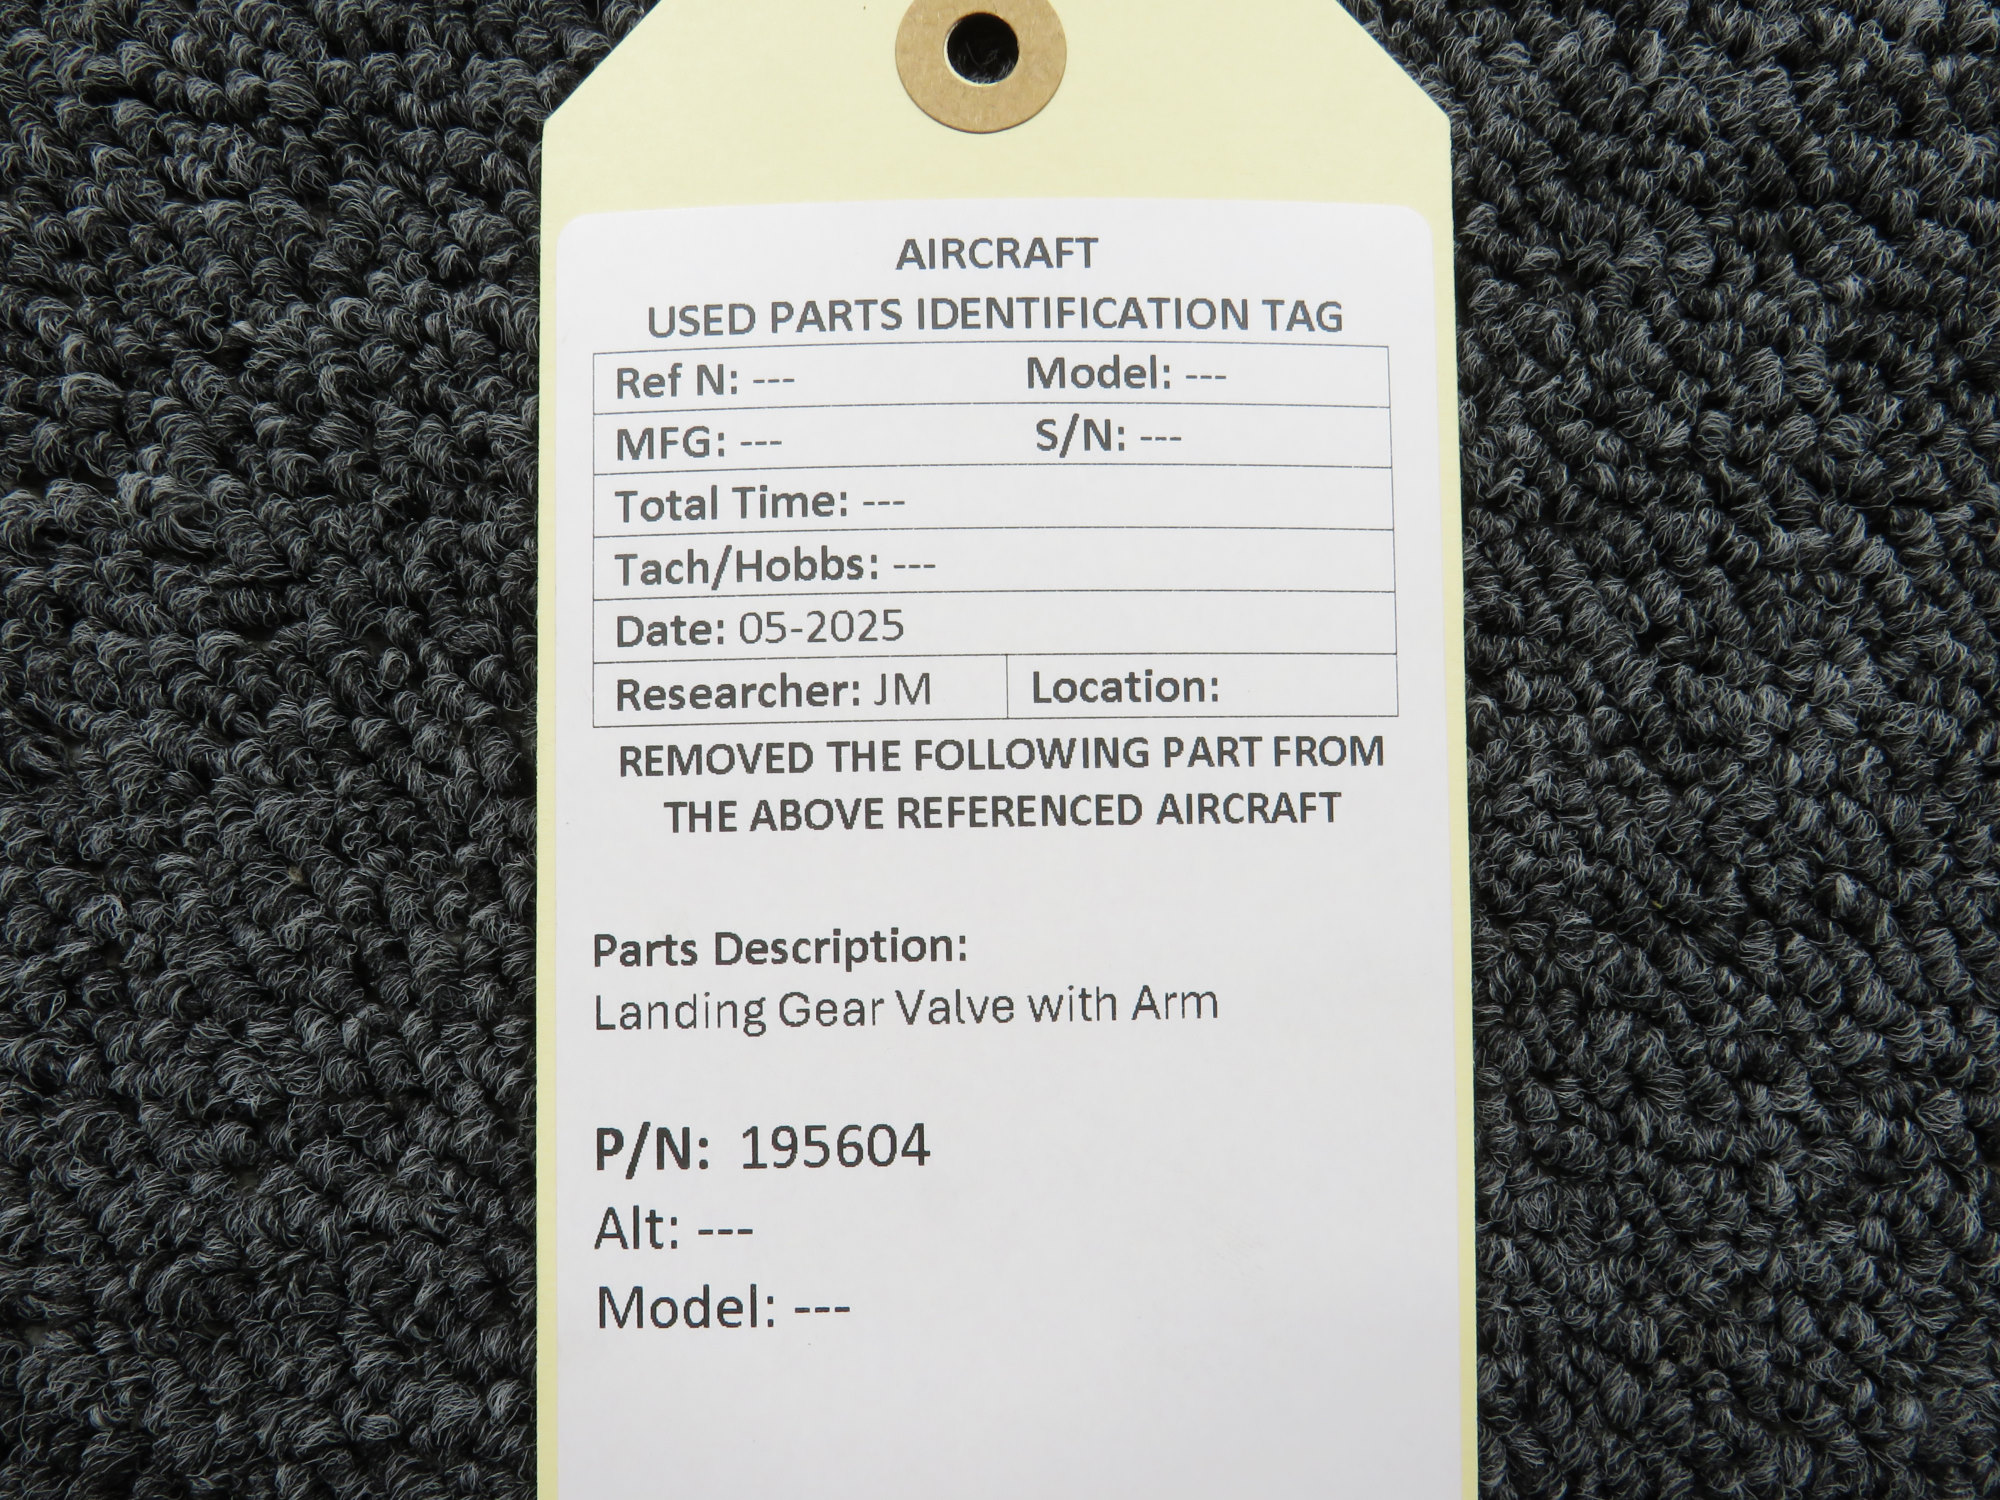 AIRCRAFT
USED PARTS IDENTIFICATION TAG
Ref N: --- Model: ---
MFG: --- S/N: ---
Total Time: ---
Tach/Hobbs: ---
Date: 05-2025
Researcher: JM Location:
REMOVED THE FOLLOWING PART FROM
THE ABOVE REFERENCED AIRCRAFT
Parts Description:
Landing Gear Valve with Arm
P/N: 195604
Alt: ---
Model: ---